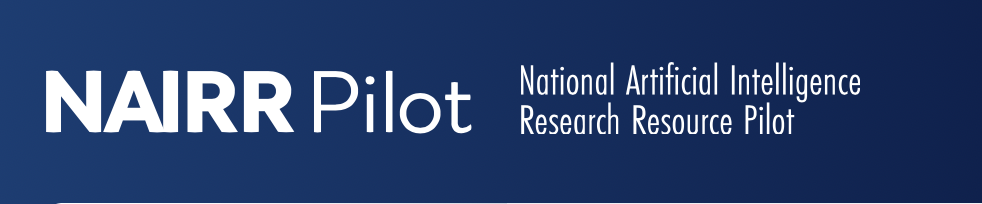 NAIRR Pilot
National Artificial Intelligence
Research Resource Pilot